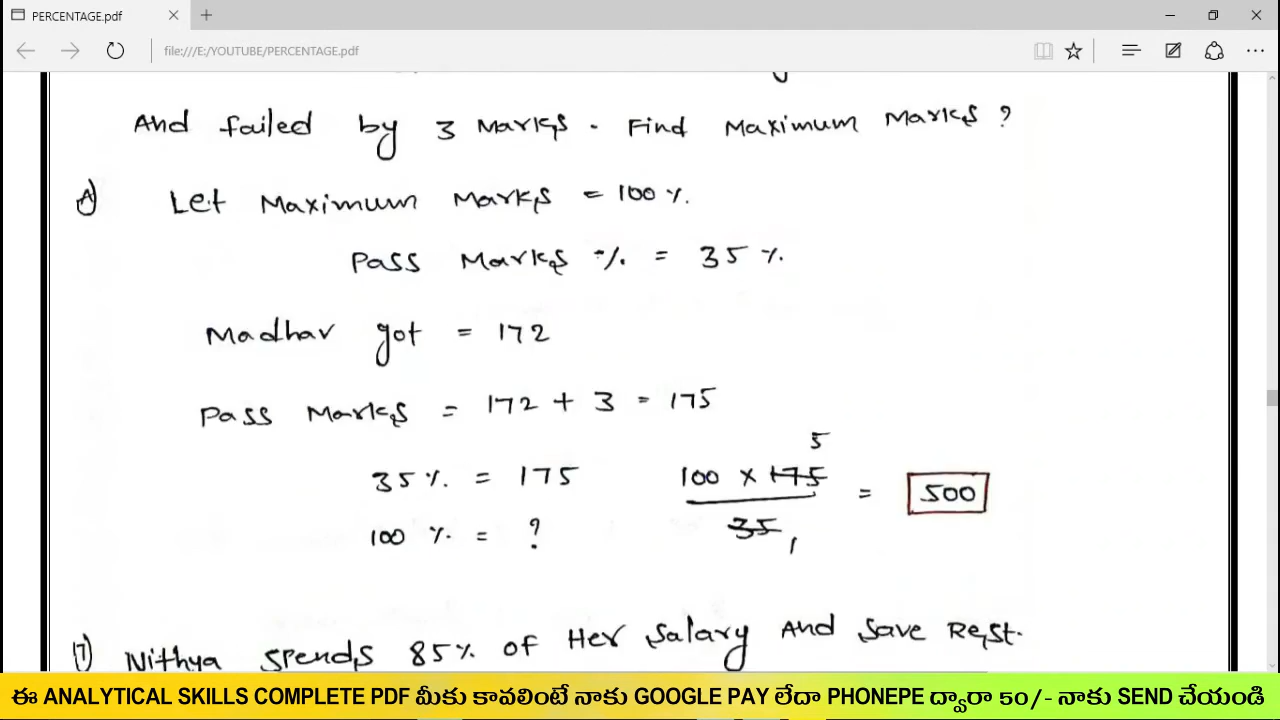 PERCENTAGE.pdf
file:///E:/YOUTUBE/PERCENTAGE.pdf
And failed by 3 Marks. Find Maximum Marks?
A) Let Maximum Marks = 100%.
Pass Marks % = 35%.
Madhav got = 172
Pass Marks = 172 + 3 = 175
5
35% = 175 100 x 175 = 500
100% = ? 35 1
17) Nithya spends 85% of Her Salary And Save Rest.
ఈ ANALYTICAL SKILLS COMPLETE PDF మీకు కావలింటే నాకు GOOGLE PAY లేదా PHONEPE ద్వారా 50/- నాకు SEND చేయండి